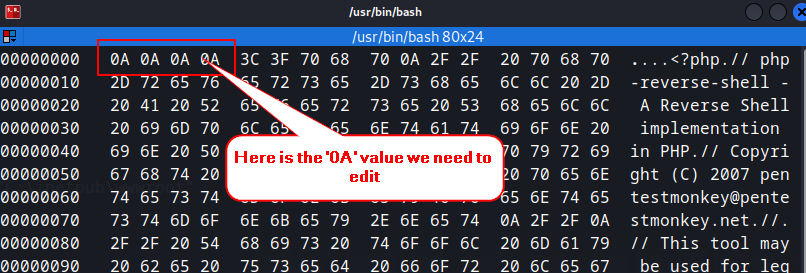 /usr/bin/bash
/usr/bin/bash 80x24
00000000 0A 0A 0A 0A 3C 3F 70 68 70 0A 2F 2F 20 70 68 70 ....<?php.// php
00000010 2D 72 65 76 65 72 73 65 2D 73 68 65 6C 6C 20 2D -reverse-shell -
00000020 20 41 20 52 65 65 72 73 65 20 53 68 65 6C 6C A Reverse Shell
00000030 20 69 6D 70 6C 65 65 6E 74 61 74 69 6F 6E 20 implementation
00000040 69 6E 20 50 70 79 72 69 in PHP.// Copyri
00000050 67 68 74 20 20 70 65 6E ght (C) 2007 pen
00000060 74 65 73 74 65 6E 74 65 testmonkey@pente
00000070 73 74 6D 6F 6E 6B 65 79 2E 6E 65 74 0A 2F 2F 0A stmonkey.net.//.
00000080 2F 2F 20 54 68 69 73 20 74 6F 6F 6C 20 6D 61 79 // This tool may
00000090 20 62 65 20 75 73 65 64 20 66 6F 72 20 6C 65 67 be used for leg
Here is the '0A' value we need to
edit